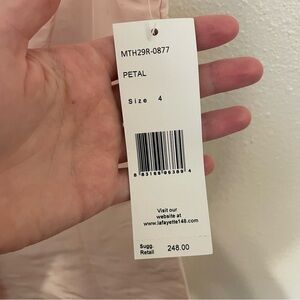 MTH29R-0877
PETAL
Size 4
Visit our
website at
www.lafayette148.com
Sugg.
Retail 248.00